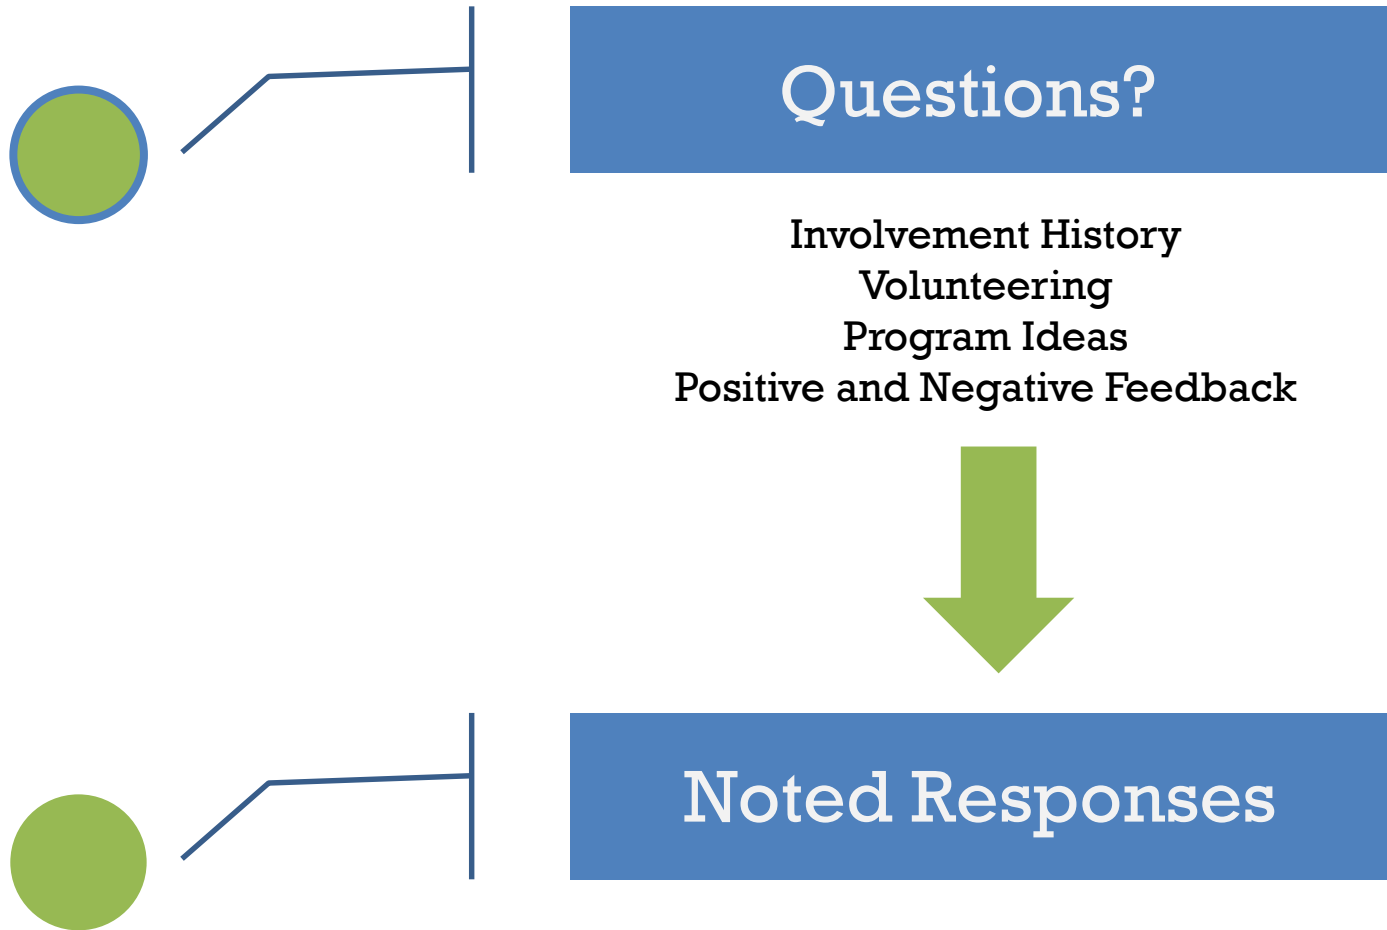 Questions?
Involvement History
Volunteering
Program Ideas
Positive and Negative Feedback
Noted Responses